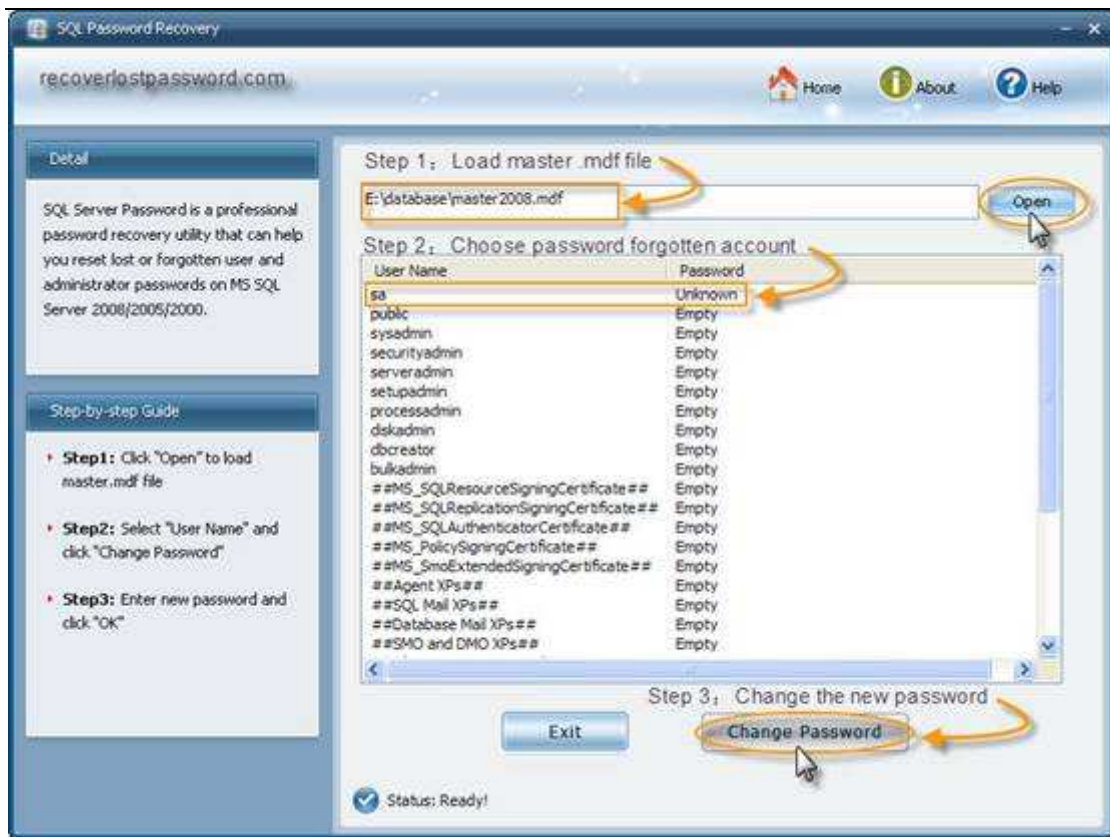 SQL Password Recovery
recoverlostpassword.com
Home
About
Help
Detail
SQL Server Password is a professional
password recovery utility that can help
you reset lost or forgotten user and
administrator passwords on MS SQL
Server 2008/2005/2000.
Step-by-step Guide
Step1: Click "Open" to load
master.mdf file
Step2: Select "User Name" and
click "Change Password"
Step3: Enter new password and
click "OK"
Step 1: Load master .mdf file
E:\database\master2008.mdf
Open
Step 2: Choose password forgotten account
User Name Password
sa Unknown
public Empty
sysadmin Empty
securityadmin Empty
serveradmin Empty
setupadmin Empty
processadmin Empty
diskadmin Empty
dbcreator Empty
bulkadmin Empty
##MS_SQLResourceSigningCertificate## Empty
##MS_SQLReplicationSigningCertificate## Empty
##MS_SQLAuthenticatorCertificate## Empty
##MS_PolicySigningCertificate## Empty
##MS_SmoExtendedSigningCertificate## Empty
##Agent XPs## Empty
##SQL Mail XPs## Empty
##Database Mail XPs## Empty
##SMO and DMO XPs## Empty
Step 3: Change the new password
Exit
Change Password
Status: Ready!